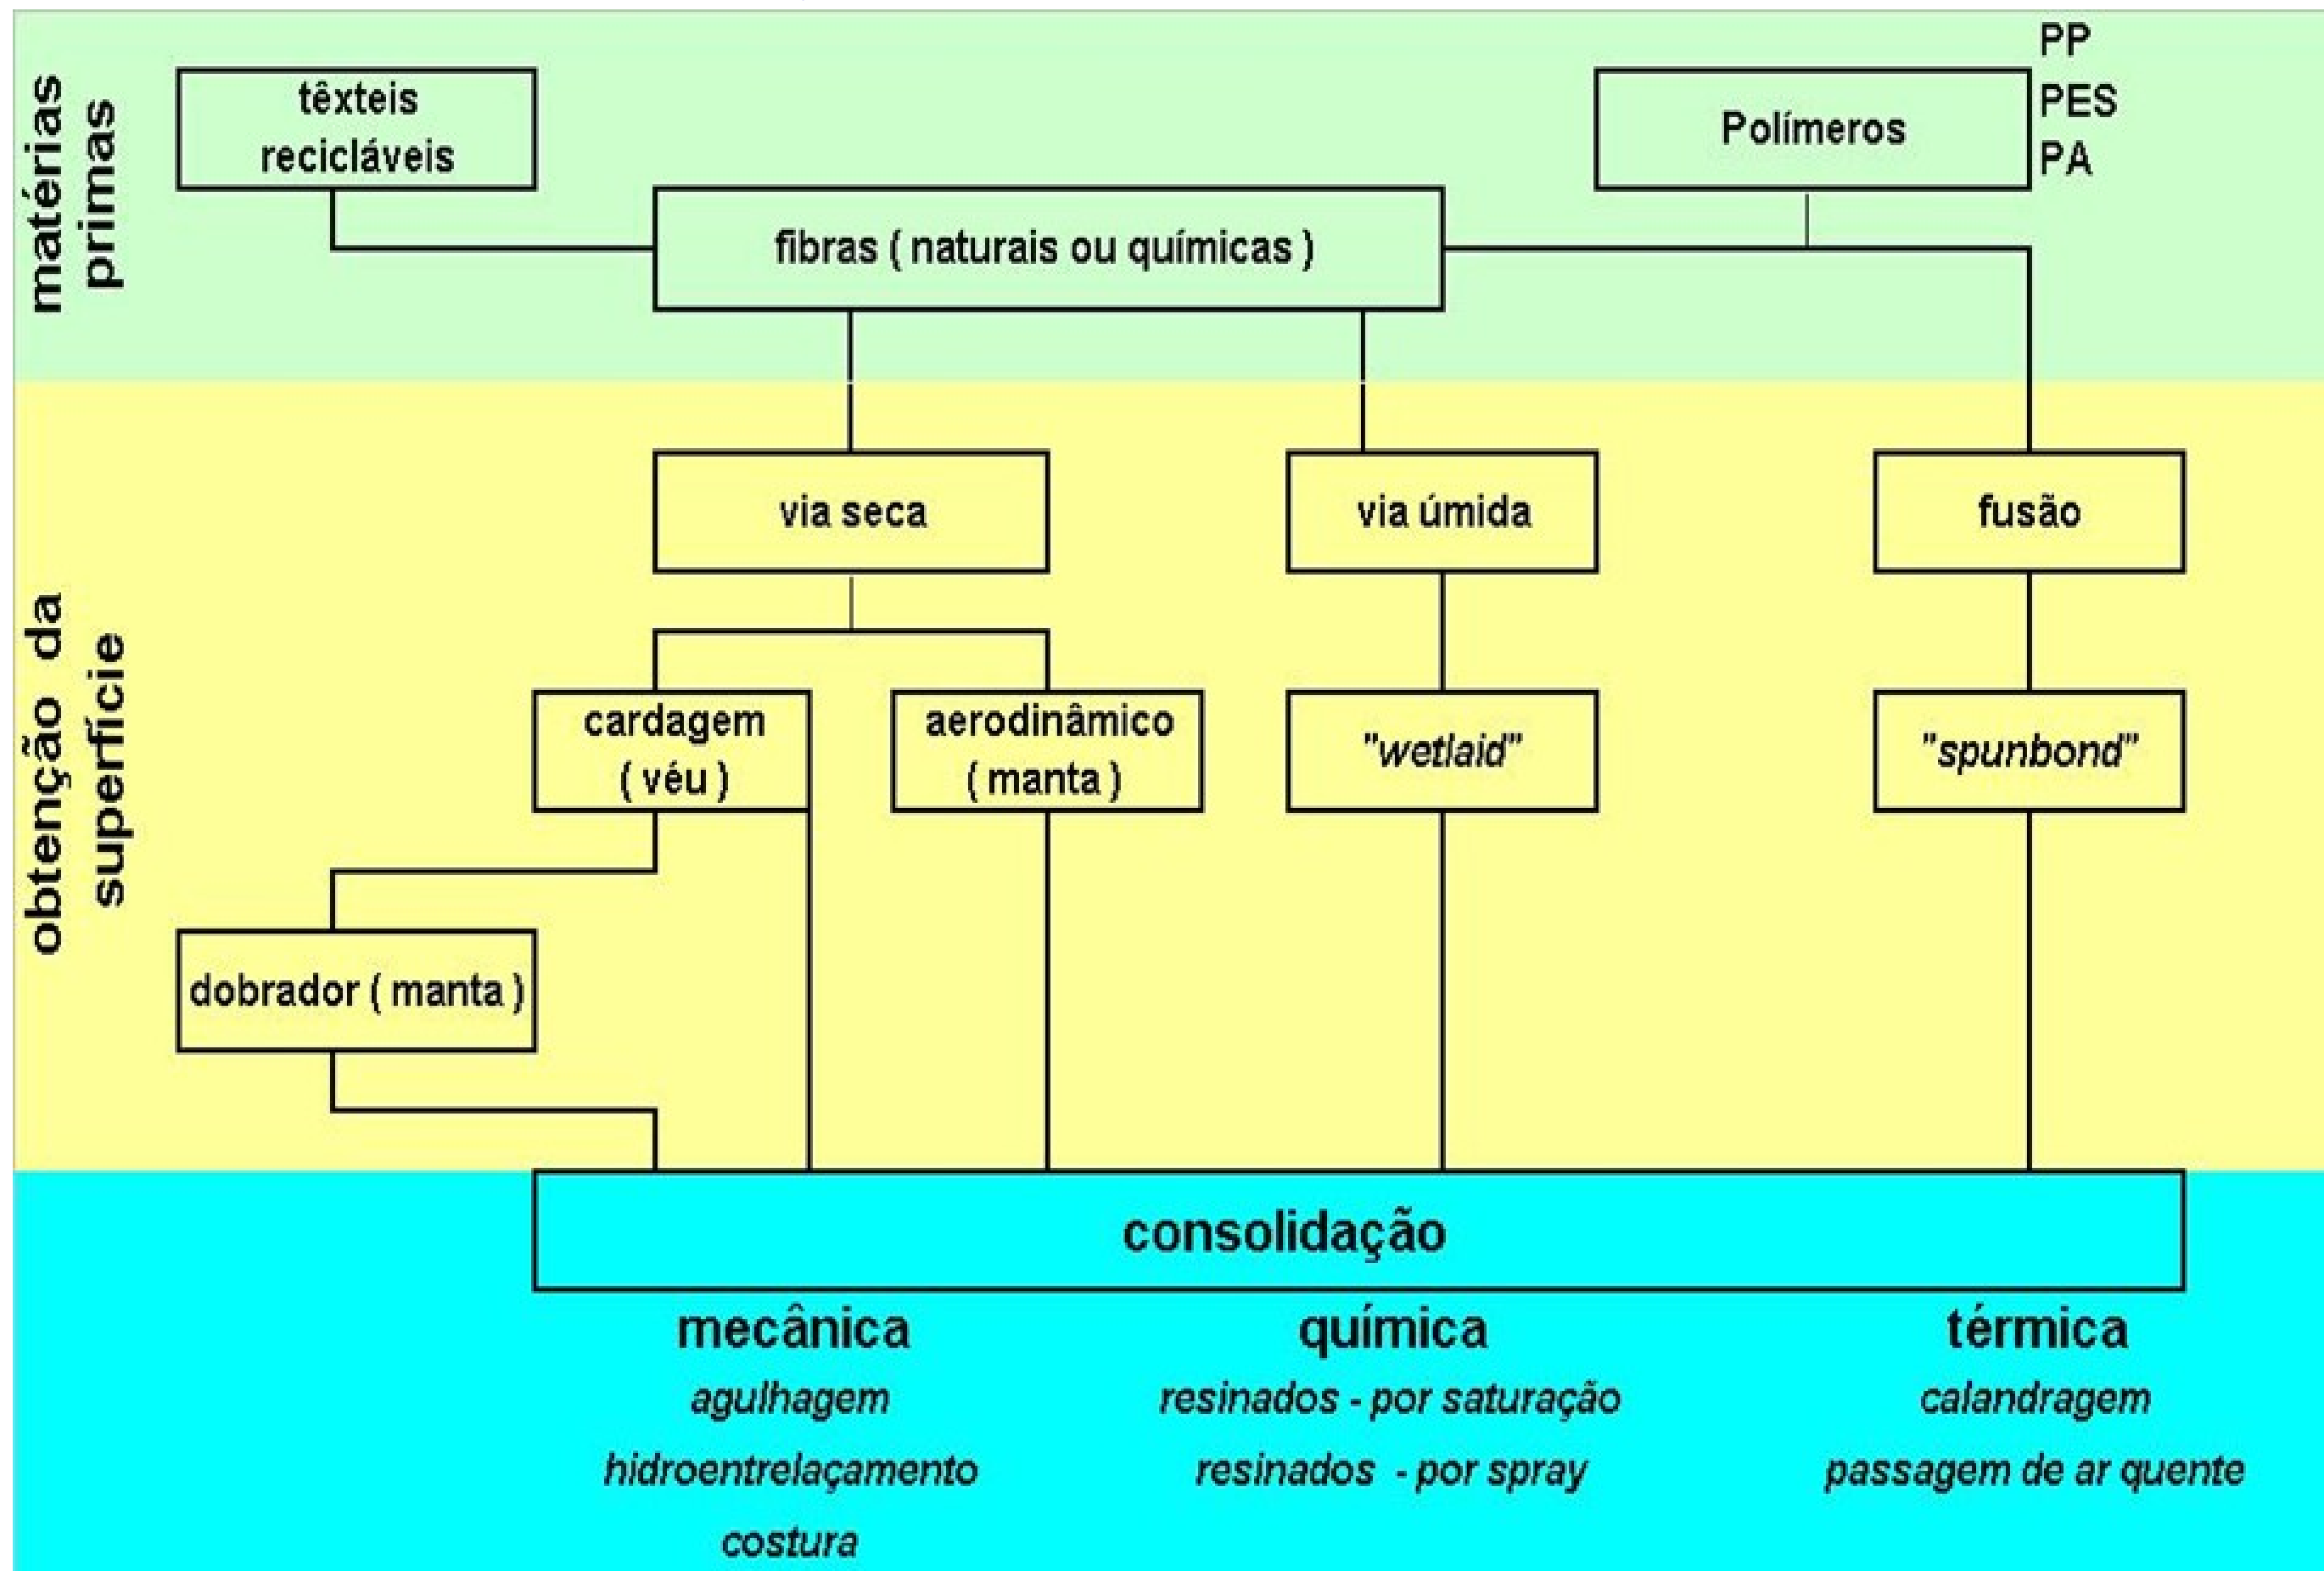 matérias
primas
têxteis
recicláveis
Polímeros
PP
PES
PA
fibras ( naturais ou químicas )
obtenção da
superfície
via seca
via úmida
fusão
cardagem
( véu )
aerodinâmico
( manta )
"wetlaid"
"spunbond"
dobrador ( manta )
consolidação
mecânica
agulhagem
hidroentrelaçamento
costura
química
resinados - por saturação
resinados - por spray
térmica
calandragem
passagem de ar quente